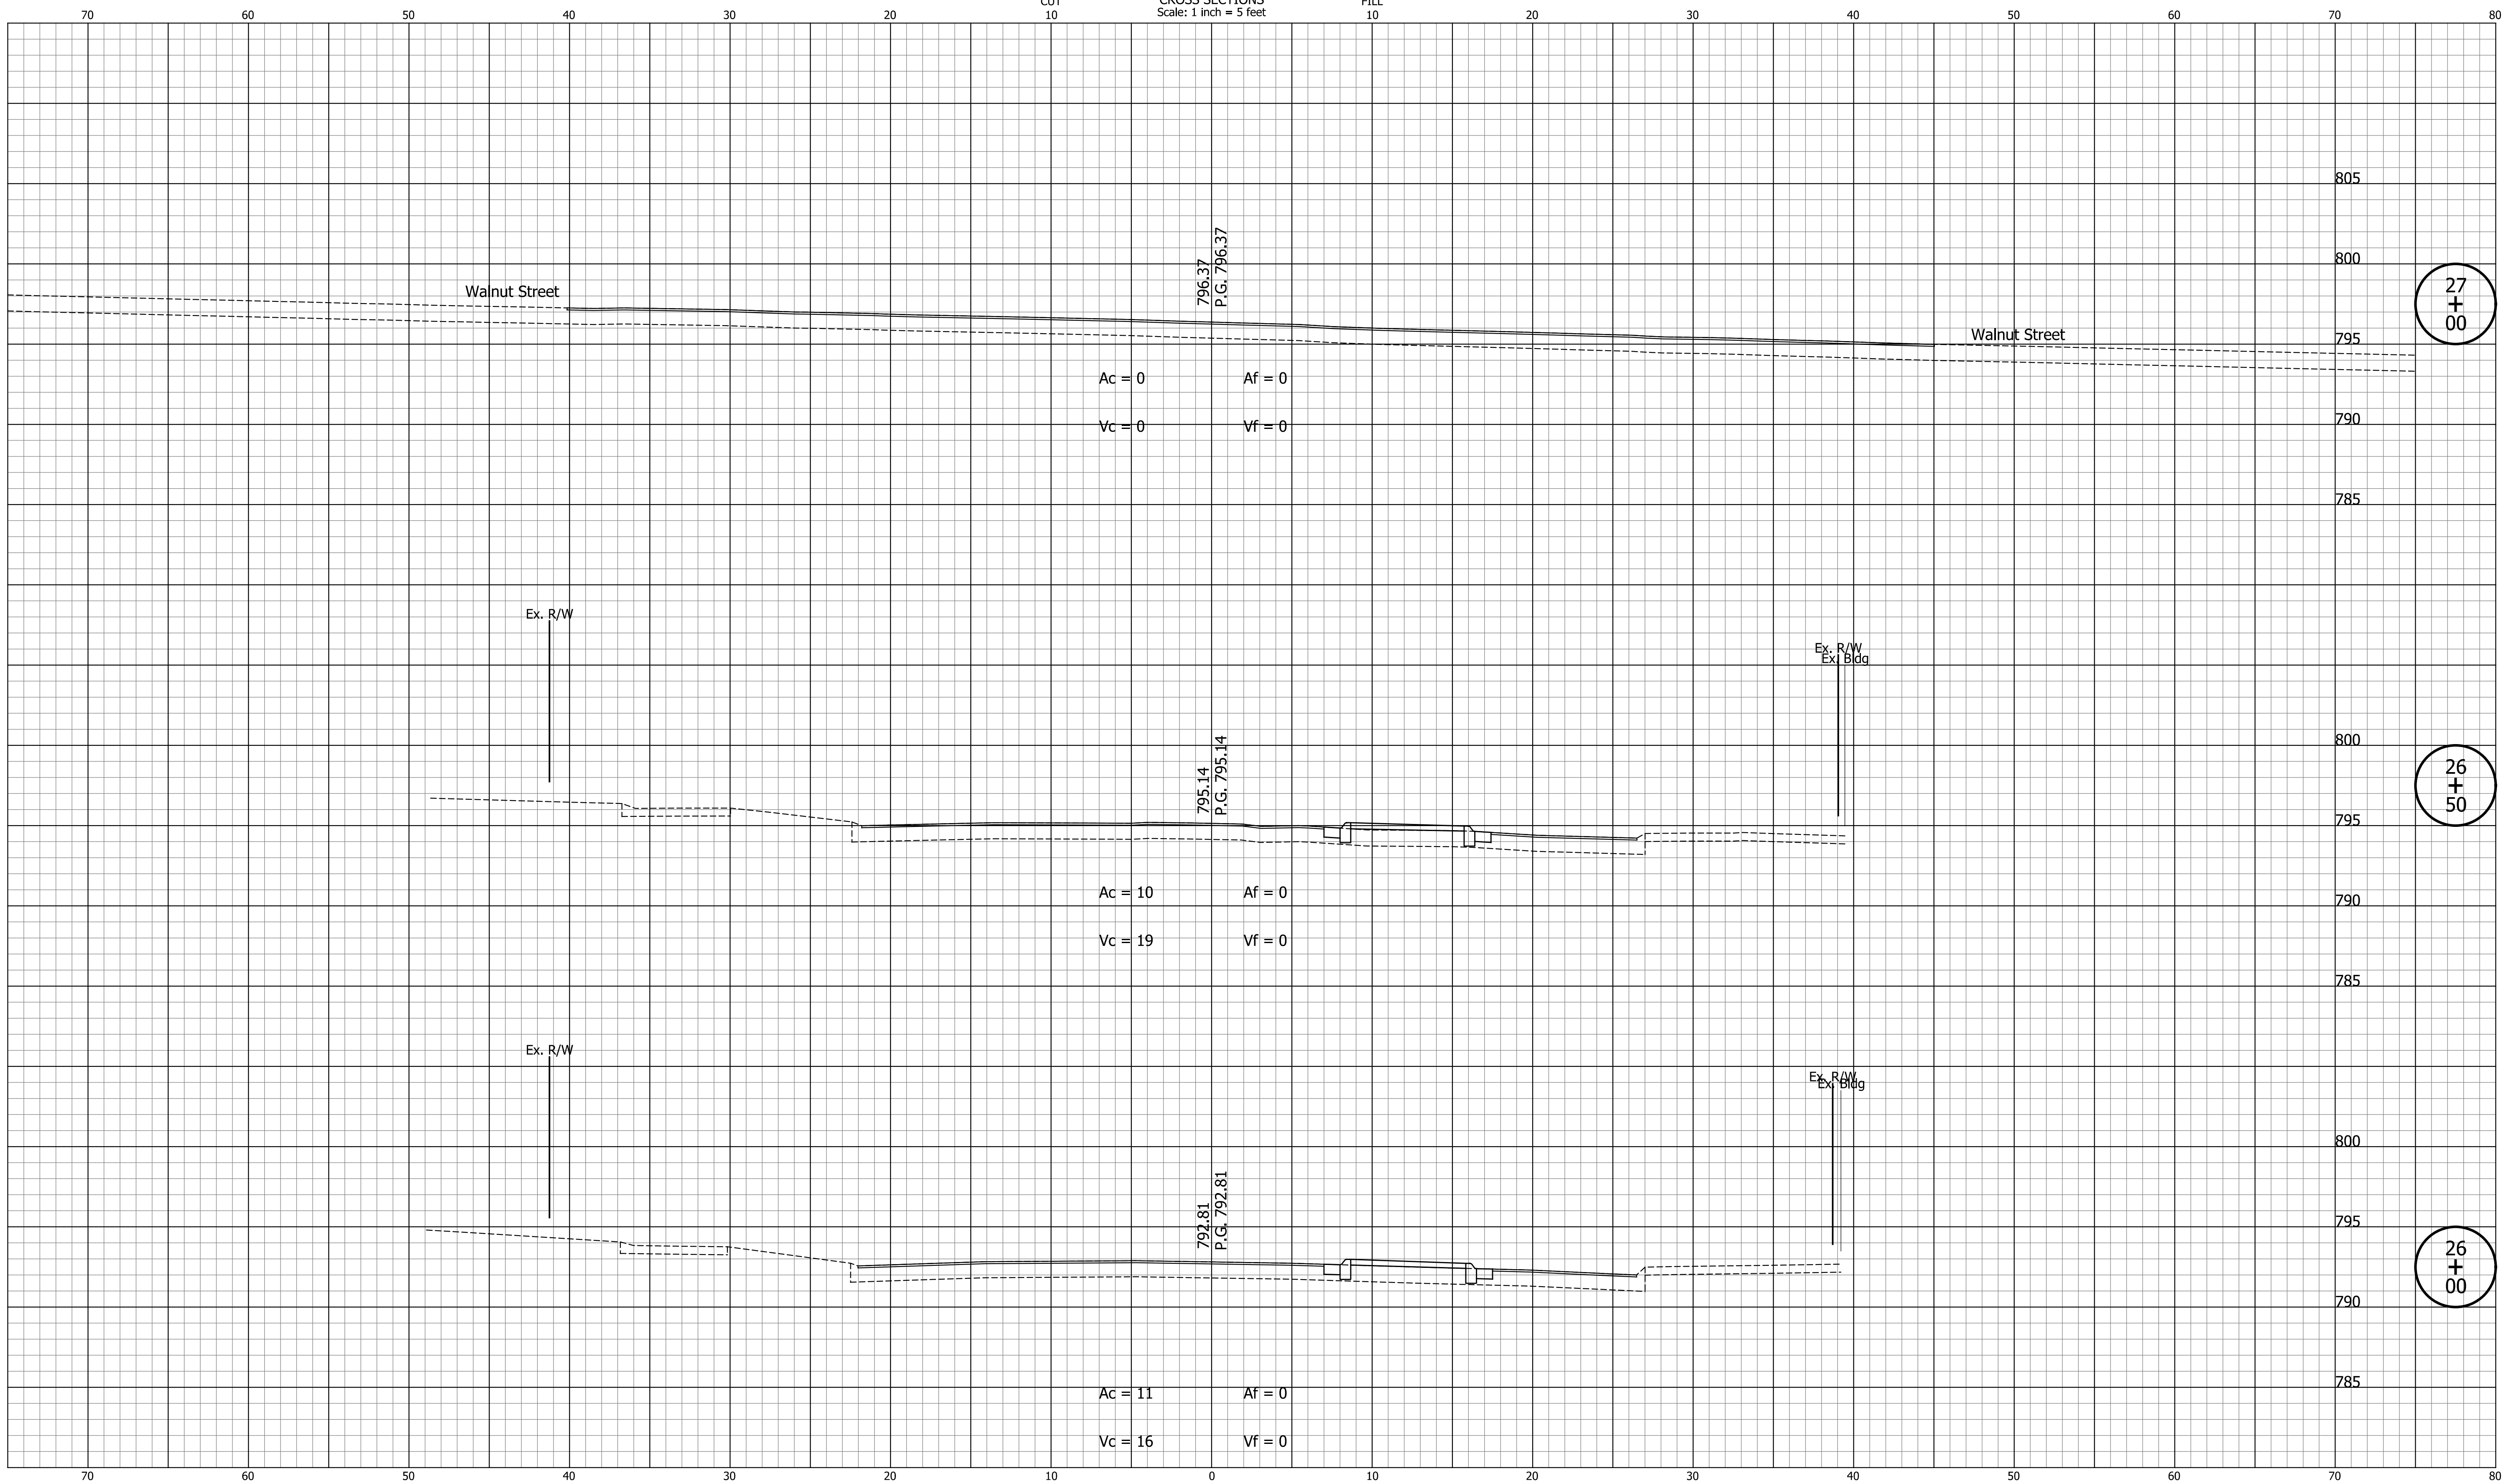 CUT CROSS SECTIONS FILL
Scale: 1 inch = 5 feet
70 60 50 40 30 20 10 10 20 30 40 50 60 70 80
805
796.37
P.G. 796.37
800
Walnut Street
27
+
00
Walnut Street
795
Ac = 0 Af = 0
790
Vc = 0 Vf = 0
785
Ex. R/W
Ex. R/W
Ex. Bldg
795.14
P.G. 795.14
800
26
+
50
795
Ac = 10 Af = 0
790
Vc = 19 Vf = 0
785
Ex. R/W
Ex. R/W
Ex. Bldg
800
792.81
P.G. 792.81
795
26
+
00
790
785
Ac = 11 Af = 0
Vc = 16 Vf = 0
70 60 50 40 30 20 10 0 10 20 30 40 50 60 70 80